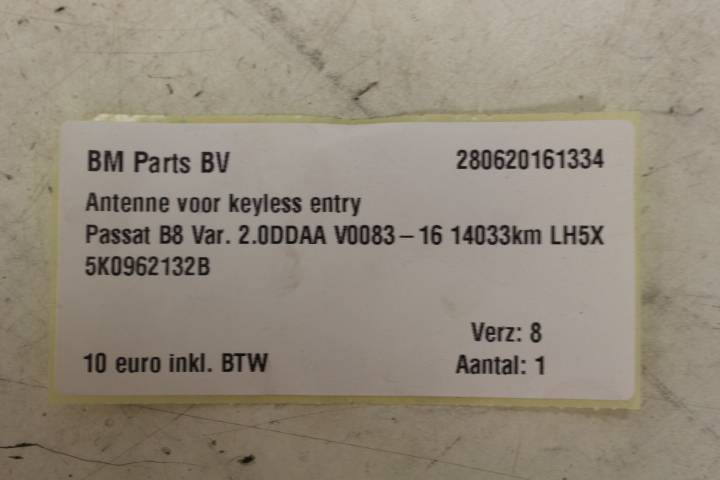 BM Parts BV 280620161334
Antenne voor keyless entry
Passat B8 Var. 2.0DDAA V0083-16 14033km LH5X
5K0962132B
Verz: 8
10 euro inkl. BTW Aantal: 1